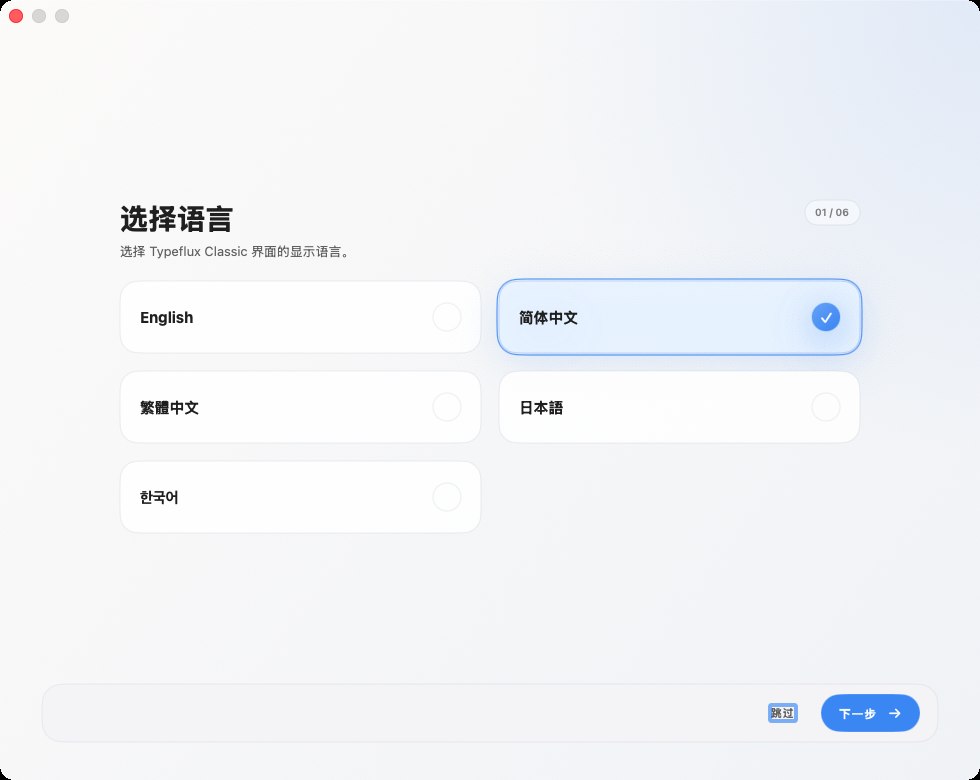 选择语言
01 / 06
选择 Typeflux Classic 界面的显示语言。
English
简体中文
繁體中文
日本語
한국어
跳过
下一步